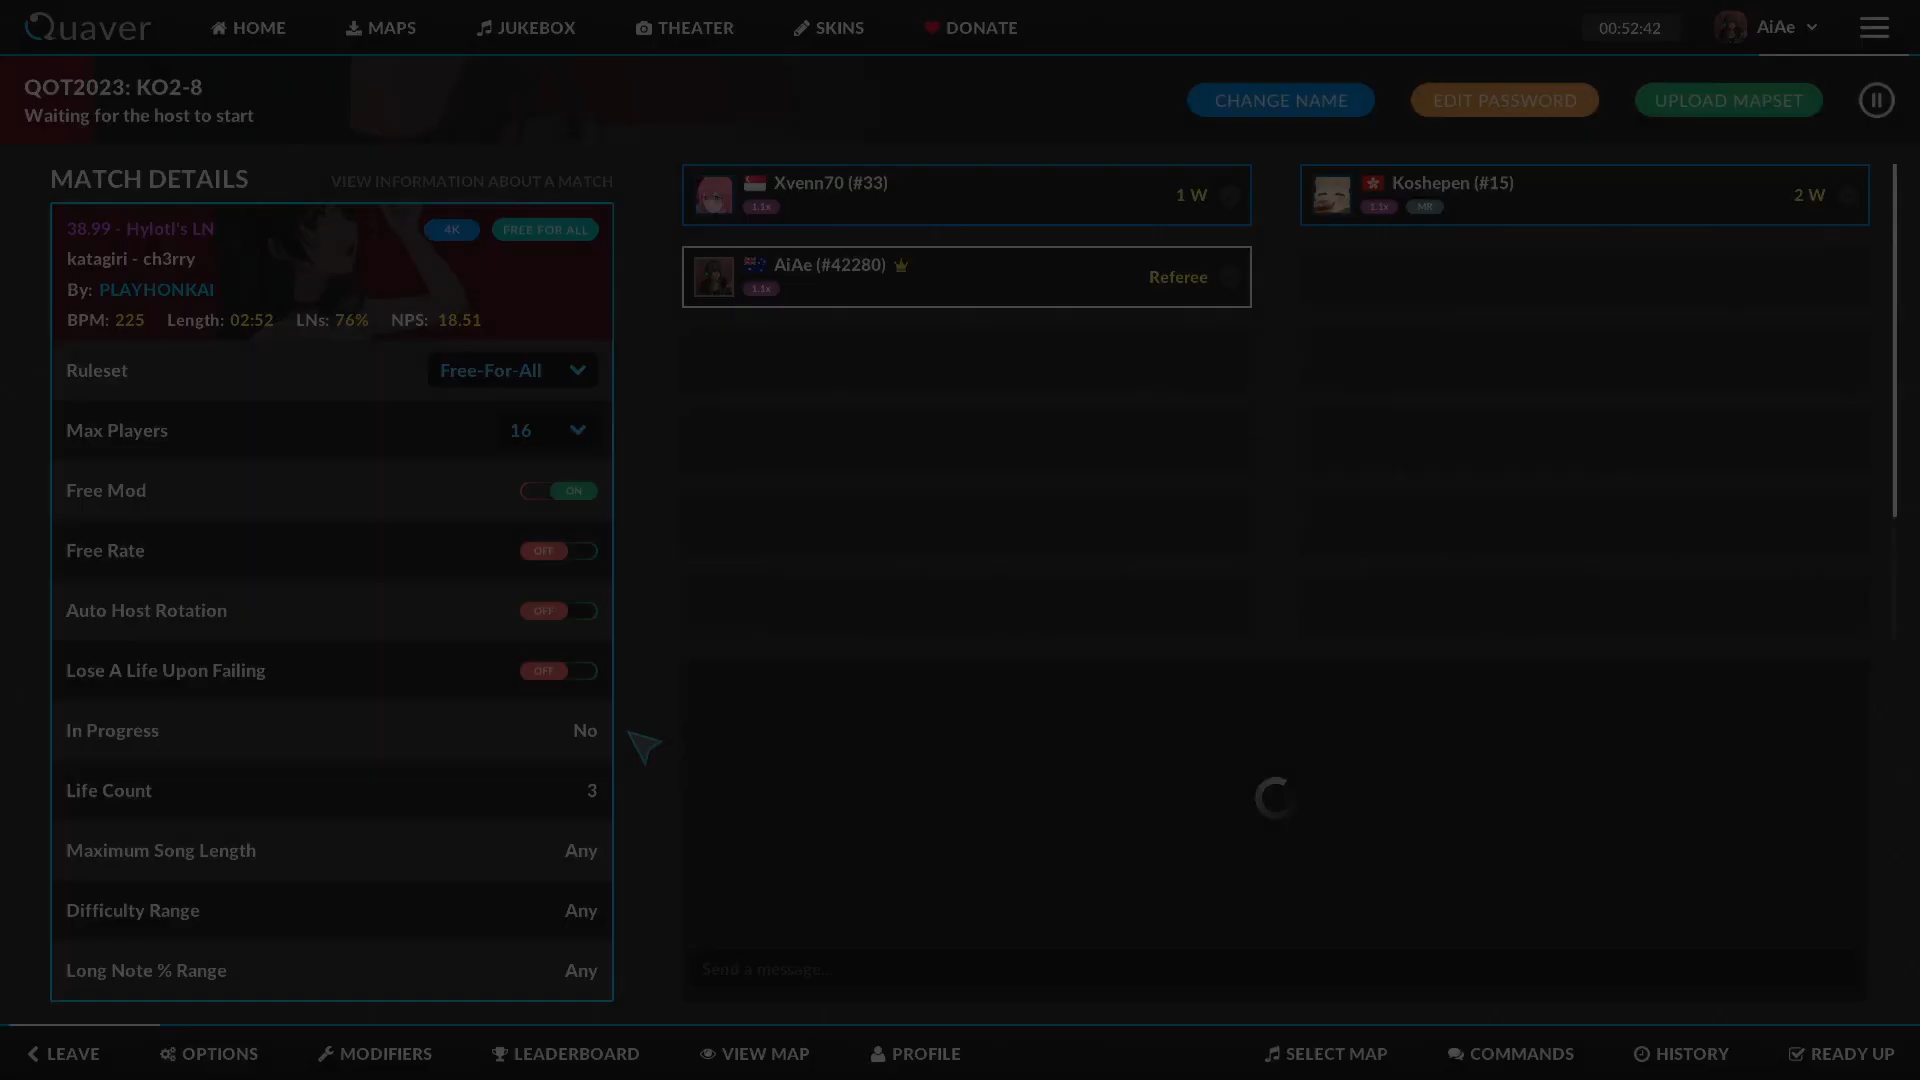 Quaver
HOME
MAPS
JUKEBOX
THEATER
SKINS
DONATE
00:52:42
AiAe
QOT2023: KO2-8
Waiting for the host to start
CHANGE NAME
EDIT PASSWORD
UPLOAD MAPSET
MATCH DETAILS
VIEW INFORMATION ABOUT A MATCH
38.99 - Hylotl's LN
4K
FREE FOR ALL
katagiri - ch3rry
By: PLAYHONKAI
BPM: 225 Length: 02:52 LNs: 76% NPS: 18.51
Ruleset
Free-For-All
Max Players
16
Free Mod
ON
Free Rate
OFF
Auto Host Rotation
OFF
Lose A Life Upon Failing
OFF
In Progress
No
Life Count
3
Maximum Song Length
Any
Difficulty Range
Any
Long Note % Range
Any
Xvenn70 (#33)
1.1x
1 W
Koshepen (#15)
1.1x
MR
2 W
AiAe (#42280)
1.1x
Referee
Send a message...
LEAVE
OPTIONS
MODIFIERS
LEADERBOARD
VIEW MAP
PROFILE
SELECT MAP
COMMANDS
HISTORY
READY UP